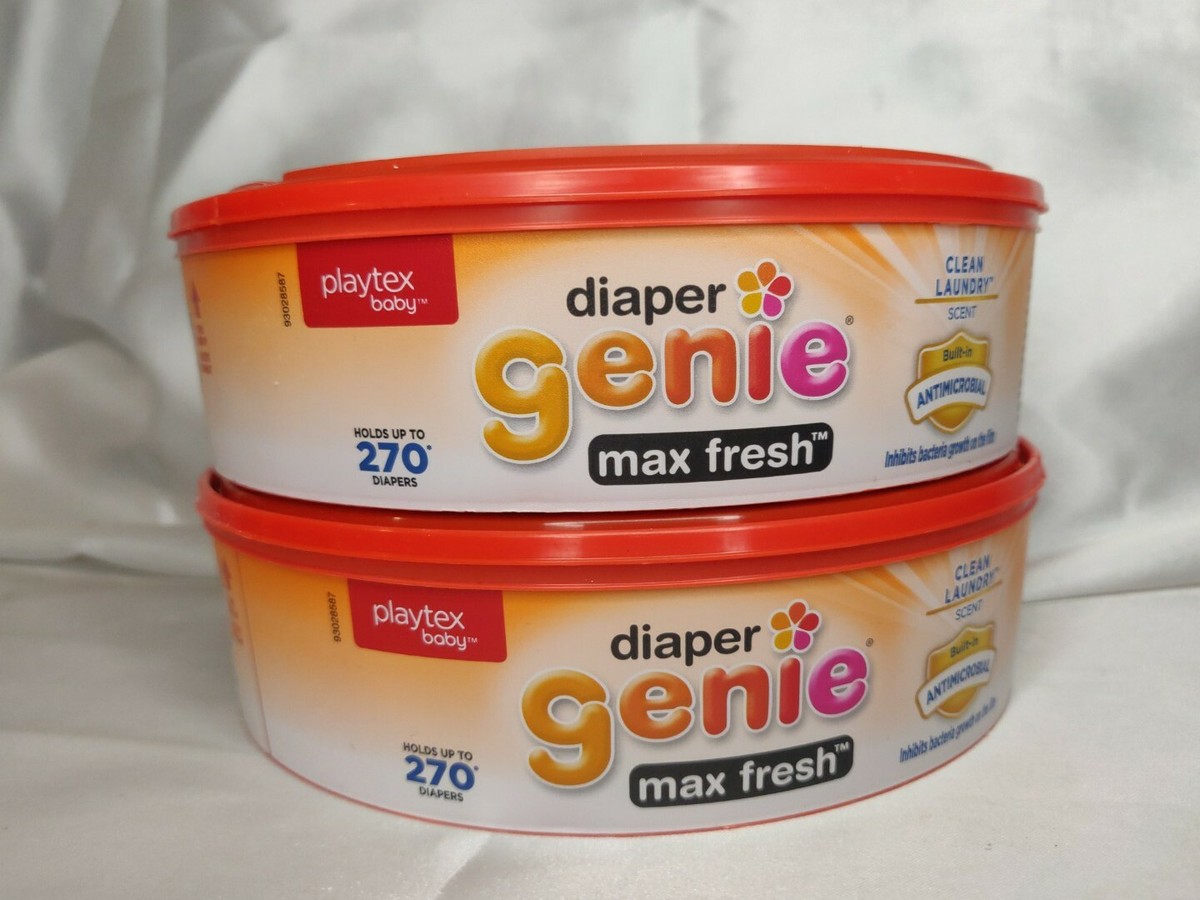 playtex
baby™
93028587
diaper
genie®
max fresh™
HOLDS UP TO
270*
DIAPERS
CLEAN
LAUNDRY™
SCENT
Built-in
ANTIMICROBIAL
Inhibits bacteria growth on the film
playtex
baby™
93028587
diaper
genie®
max fresh™
HOLDS UP TO
270*
DIAPERS
CLEAN
LAUNDRY™
SCENT
Built-in
ANTIMICROBIAL
Inhibits bacteria growth on the film